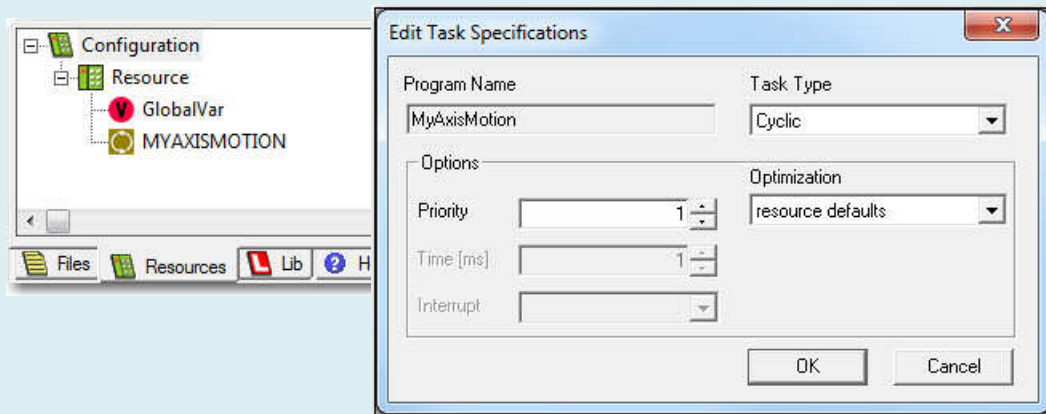 Configuration
Resource
GlobalVar
MYAXISMOTION
Files Resources Lib H
Edit Task Specifications
Program Name Task Type
MyAxisMotion Cyclic
Options
Optimization
Priority 1 resource defaults
Time [ms] 1
Interrupt
OK Cancel